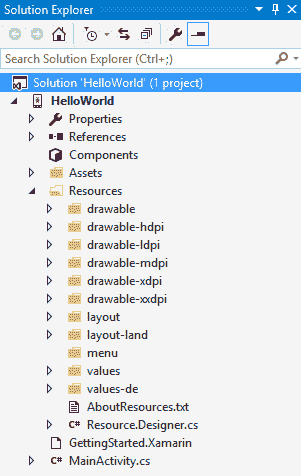 Solution Explorer
Search Solution Explorer (Ctrl+;)
Solution 'HelloWorld' (1 project)
HelloWorld
Properties
References
Components
Assets
Resources
drawable
drawable-hdpi
drawable-ldpi
drawable-mdpi
drawable-xdpi
drawable-xxdpi
layout
layout-land
menu
values
values-de
AboutResources.txt
C# Resource.Designer.cs
GettingStarted.Xamarin
C# MainActivity.cs